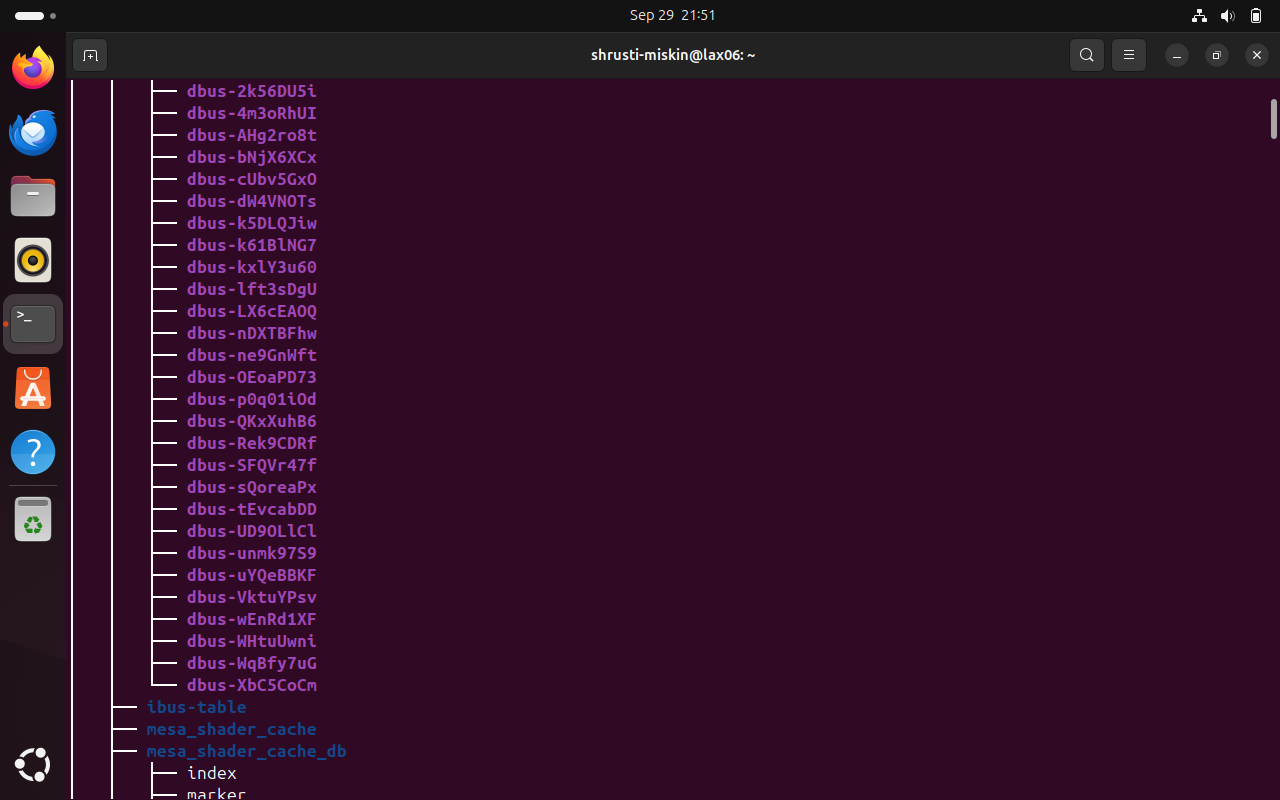 Sep 29 21:51
shrusti-miskin@lax06: ~
dbus-2k56DU5i
dbus-4m3oRhUI
dbus-AHg2ro8t
dbus-bNjX6XCx
dbus-cUbv5GxO
dbus-dW4VNOTs
dbus-k5DLQJiw
dbus-k61BlNG7
dbus-kxlY3u60
dbus-lft3sDgU
dbus-LX6cEAOQ
dbus-nDXTBFhw
dbus-ne9GnWft
dbus-OEoaPD73
dbus-p0q01iOd
dbus-QKxXuhB6
dbus-Rek9CDRf
dbus-SFQVr47f
dbus-sQoreaPx
dbus-tEvcabDD
dbus-UD9OLlCl
dbus-unmk97S9
dbus-uYQeBBKF
dbus-VktuYPsv
dbus-wEnRd1XF
dbus-WHtuUwni
dbus-WqBfy7uG
dbus-XbC5CoCm
ibus-table
mesa_shader_cache
mesa_shader_cache_db
index
marker